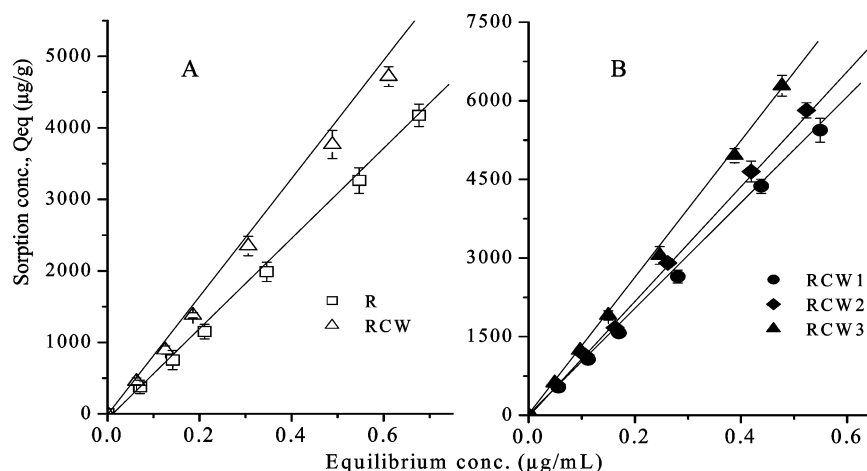 A
Sorption conc., Qeq (µg/g)
5000
4000
3000
2000
1000
0
0.0
0.2
0.4
0.6
R
RCW
B
7500
6000
4500
3000
1500
0
0.0
0.2
0.4
0.6
RCW1
RCW2
RCW3
Equilibrium conc. (µg/mL)